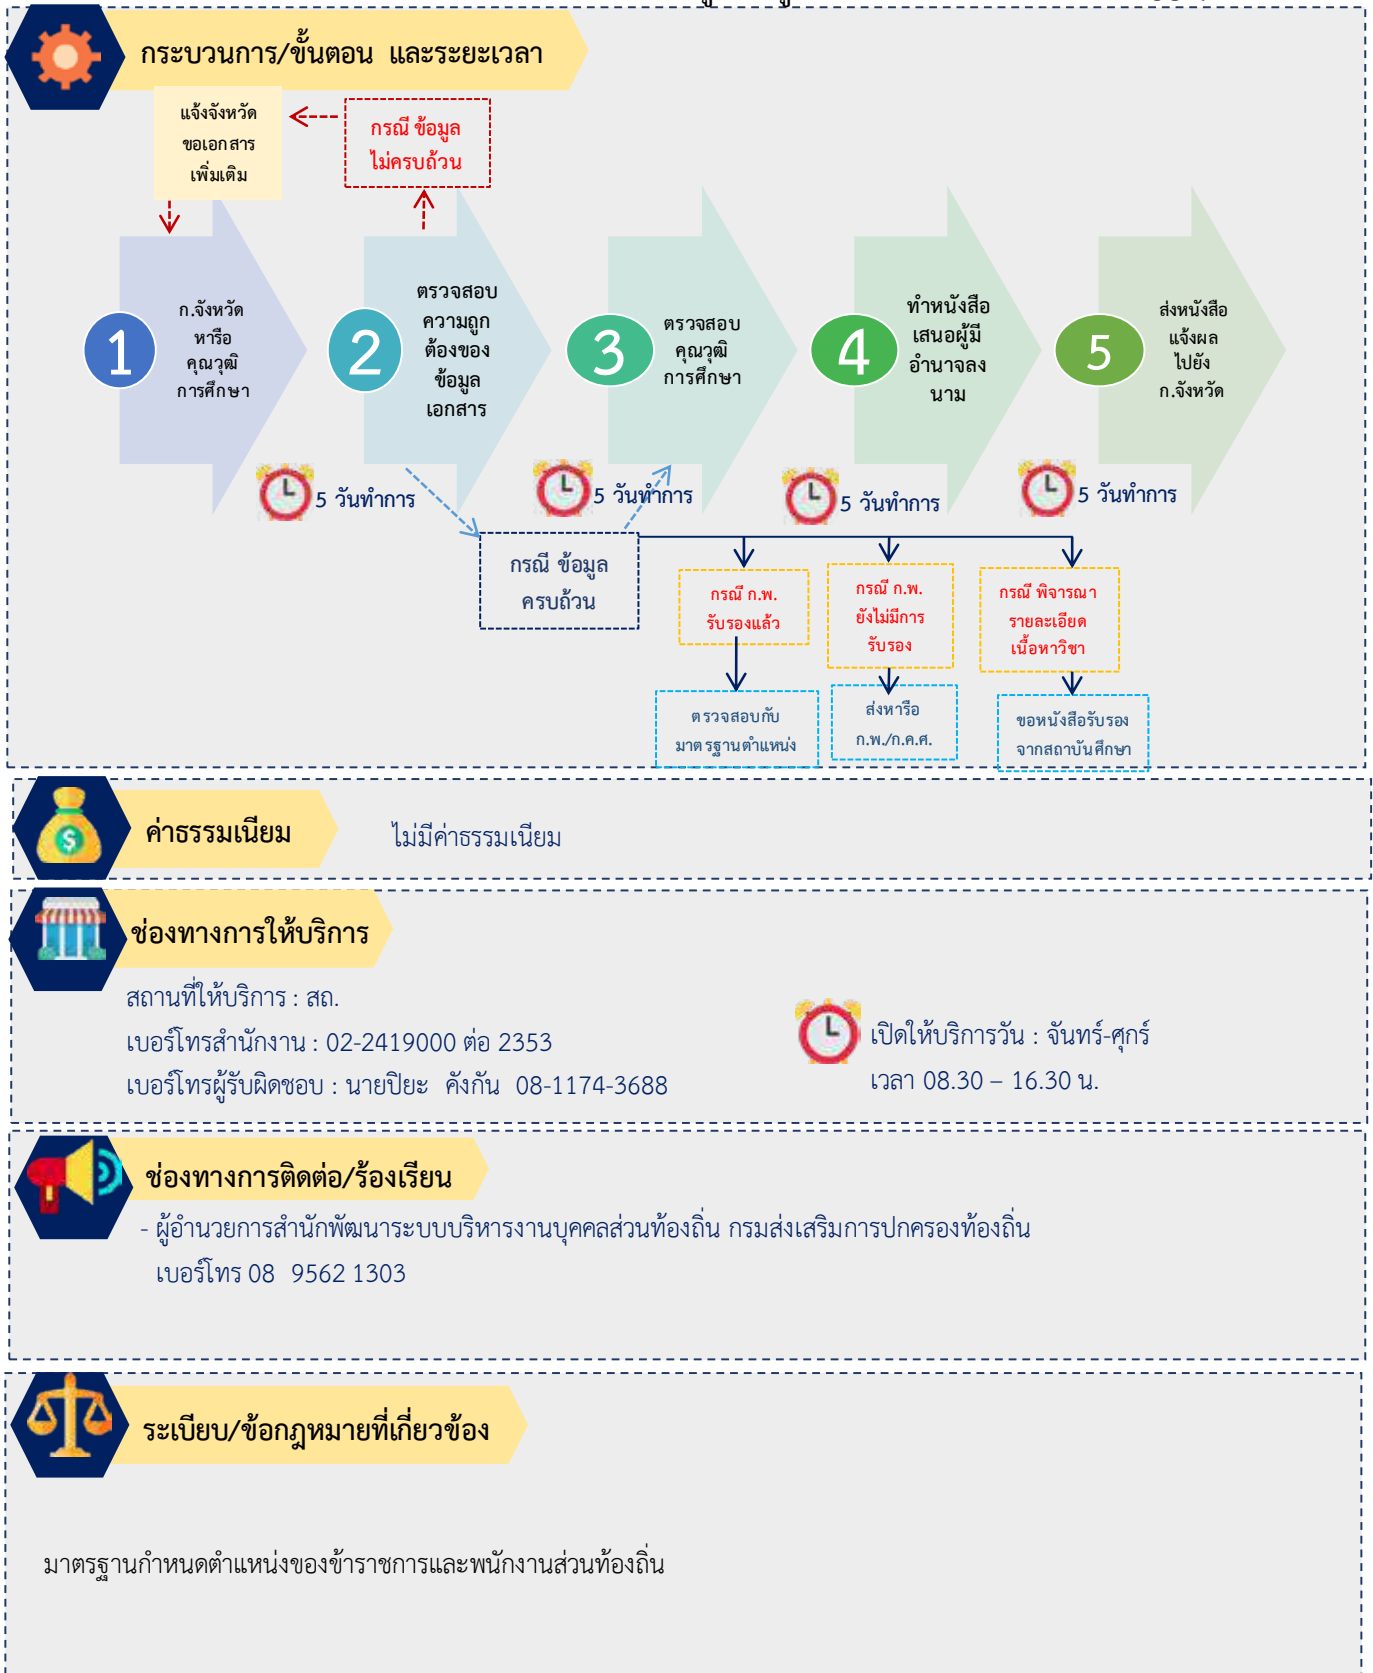 กระบวนการ/ขั้นตอน และระยะเวลา
แจ้งจังหวัด
ขอเอกสาร
เพิ่มเติม
กรณี ข้อมูล
ไม่ครบถ้วน
1
ก.จังหวัด
หารือ
คุณวุฒิ
การศึกษา
2
ตรวจสอบ
ความถูก
ต้องของ
ข้อมูล
เอกสาร
3
ตรวจสอบ
คุณวุฒิ
การศึกษา
4
ทำหนังสือ
เสนอผู้มี
อำนาจลง
นาม
5
ส่งหนังสือ
แจ้งผล
ไปยัง
ก.จังหวัด
5 วันทำการ
5 วันทำการ
5 วันทำการ
5 วันทำการ
กรณี ข้อมูล
ครบถ้วน
กรณี ก.พ.
รับรองแล้ว
กรณี ก.พ.
ยังไม่มีการ
รับรอง
กรณี พิจารณา
รายละเอียด
เนื้อหาวิชา
ตรวจสอบกับ
มาตรฐานตำแหน่ง
ส่งหารือ
ก.พ./ก.ค.ศ.
ขอหนังสือรับรอง
จากสถาบันศึกษา
ค่าธรรมเนียม
ไม่มีค่าธรรมเนียม
ช่องทางการให้บริการ
สถานที่ให้บริการ : สถ.
เบอร์โทรสำนักงาน : 02-2419000 ต่อ 2353
เบอร์โทรผู้รับผิดชอบ : นายปิยะ คังกัน 08-1174-3688
เปิดให้บริการวัน : จันทร์-ศุกร์
เวลา 08.30 – 16.30 น.
ช่องทางการติดต่อ/ร้องเรียน
- ผู้อำนวยการสำนักพัฒนาระบบบริหารงานบุคคลส่วนท้องถิ่น กรมส่งเสริมการปกครองท้องถิ่น
เบอร์โทร 08 9562 1303
ระเบียบ/ข้อกฎหมายที่เกี่ยวข้อง
มาตรฐานกำหนดตำแหน่งของข้าราชการและพนักงานส่วนท้องถิ่น